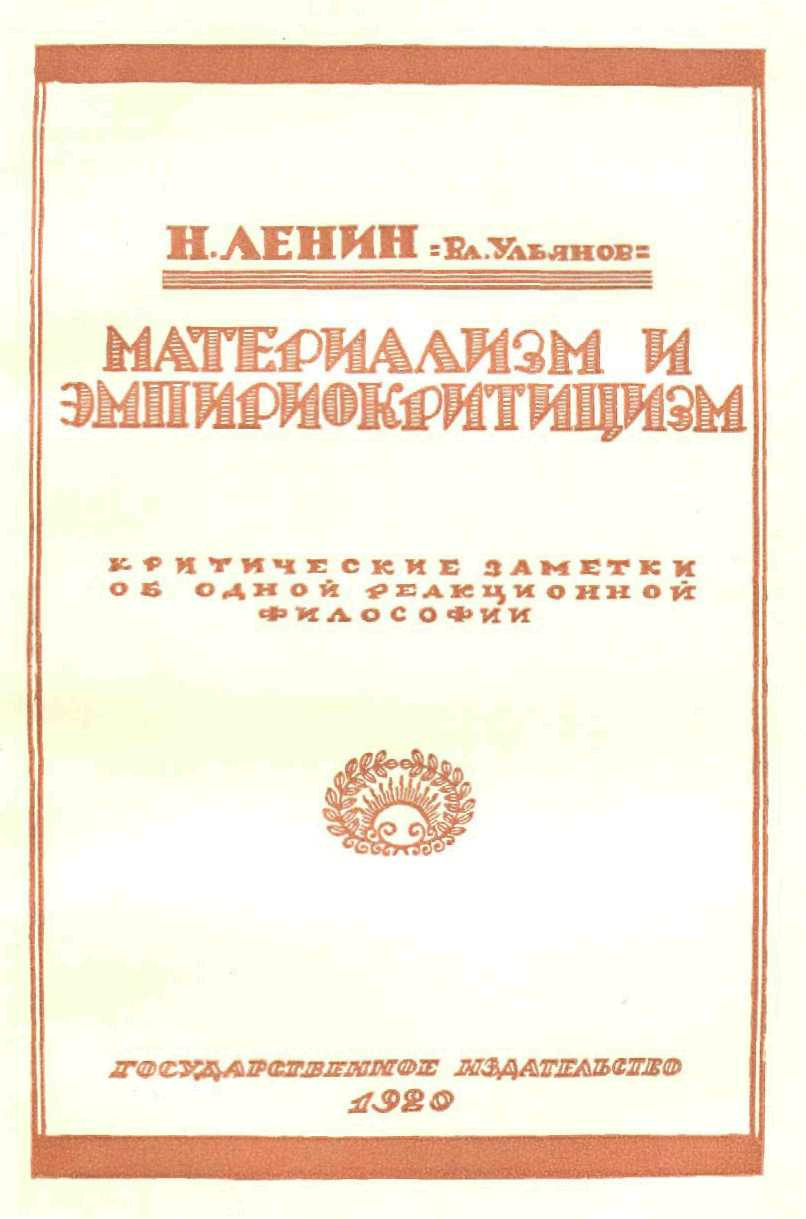 Н. ЛЕНИН =Вл. Ульянов=
МАТЕРИАЛИЗМ И
ЭМПИРИОКРИТИЦИЗМ
КРИТИЧЕСКИЕ ЗАМЕТКИ
ОБ ОДНОЙ РЕАКЦИОННОЙ
ФИЛОСОФИИ
ГОСУДАРСТВЕННОЕ ИЗДАТЕЛЬСТВО
1920